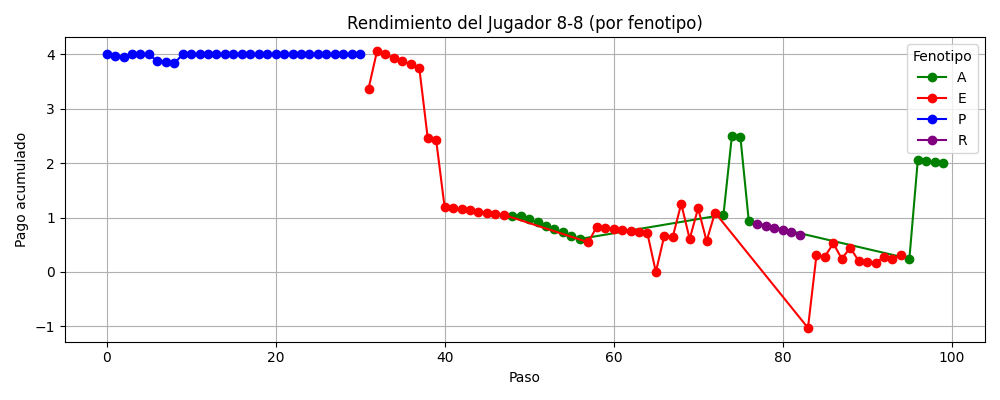 Rendimiento del Jugador 8-8 (por fenotipo)
Pago acumulado
4
3
2
1
0
−1
0
20
40
60
80
100
Paso
Fenotipo
A
E
P
R